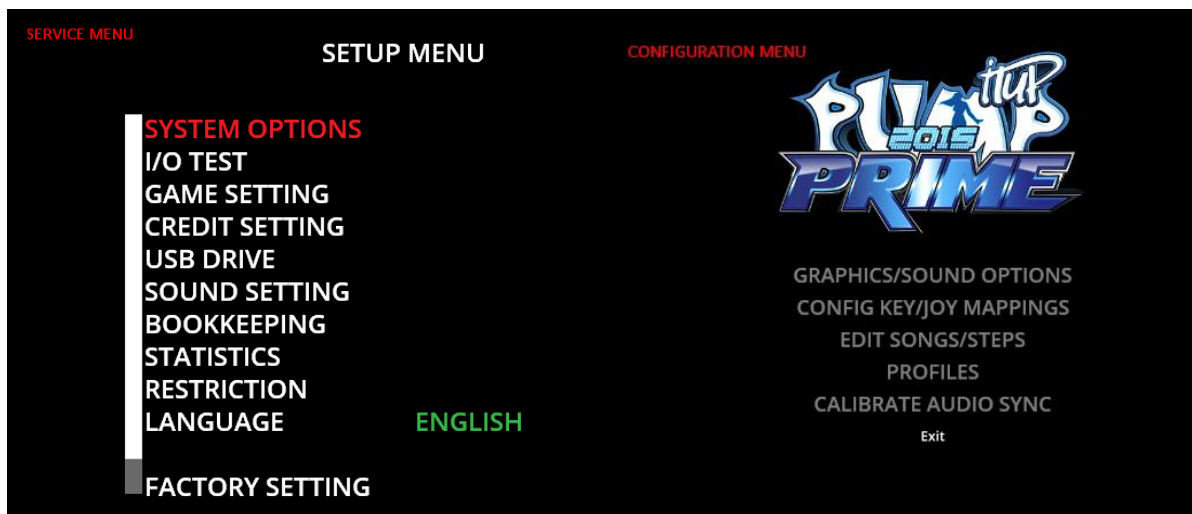 SERVICE MENU
SETUP MENU
SYSTEM OPTIONS
I/O TEST
GAME SETTING
CREDIT SETTING
USB DRIVE
SOUND SETTING
BOOKKEEPING
STATISTICS
RESTRICTION
LANGUAGE ENGLISH
FACTORY SETTING
CONFIGURATION MENU
PUMP itUP
2015
PRIME
GRAPHICS/SOUND OPTIONS
CONFIG KEY/JOY MAPPINGS
EDIT SONGS/STEPS
PROFILES
CALIBRATE AUDIO SYNC
Exit